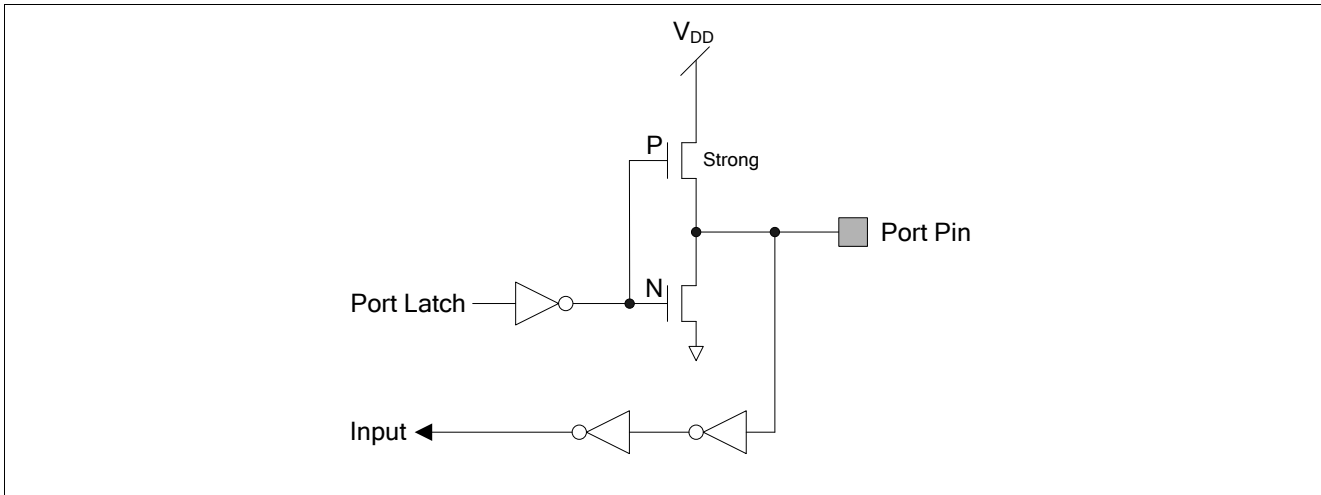 VDD
P
Strong
Port Pin
N
Port Latch
Input